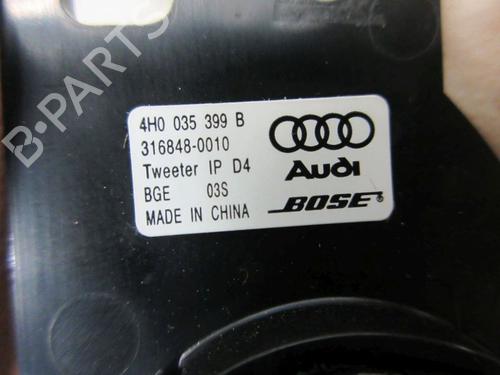 B-PARTS
4H0 035 399 B
316848-0010
Tweeter IP D4
BGE 03S
MADE IN CHINA
Audi
BOSE®